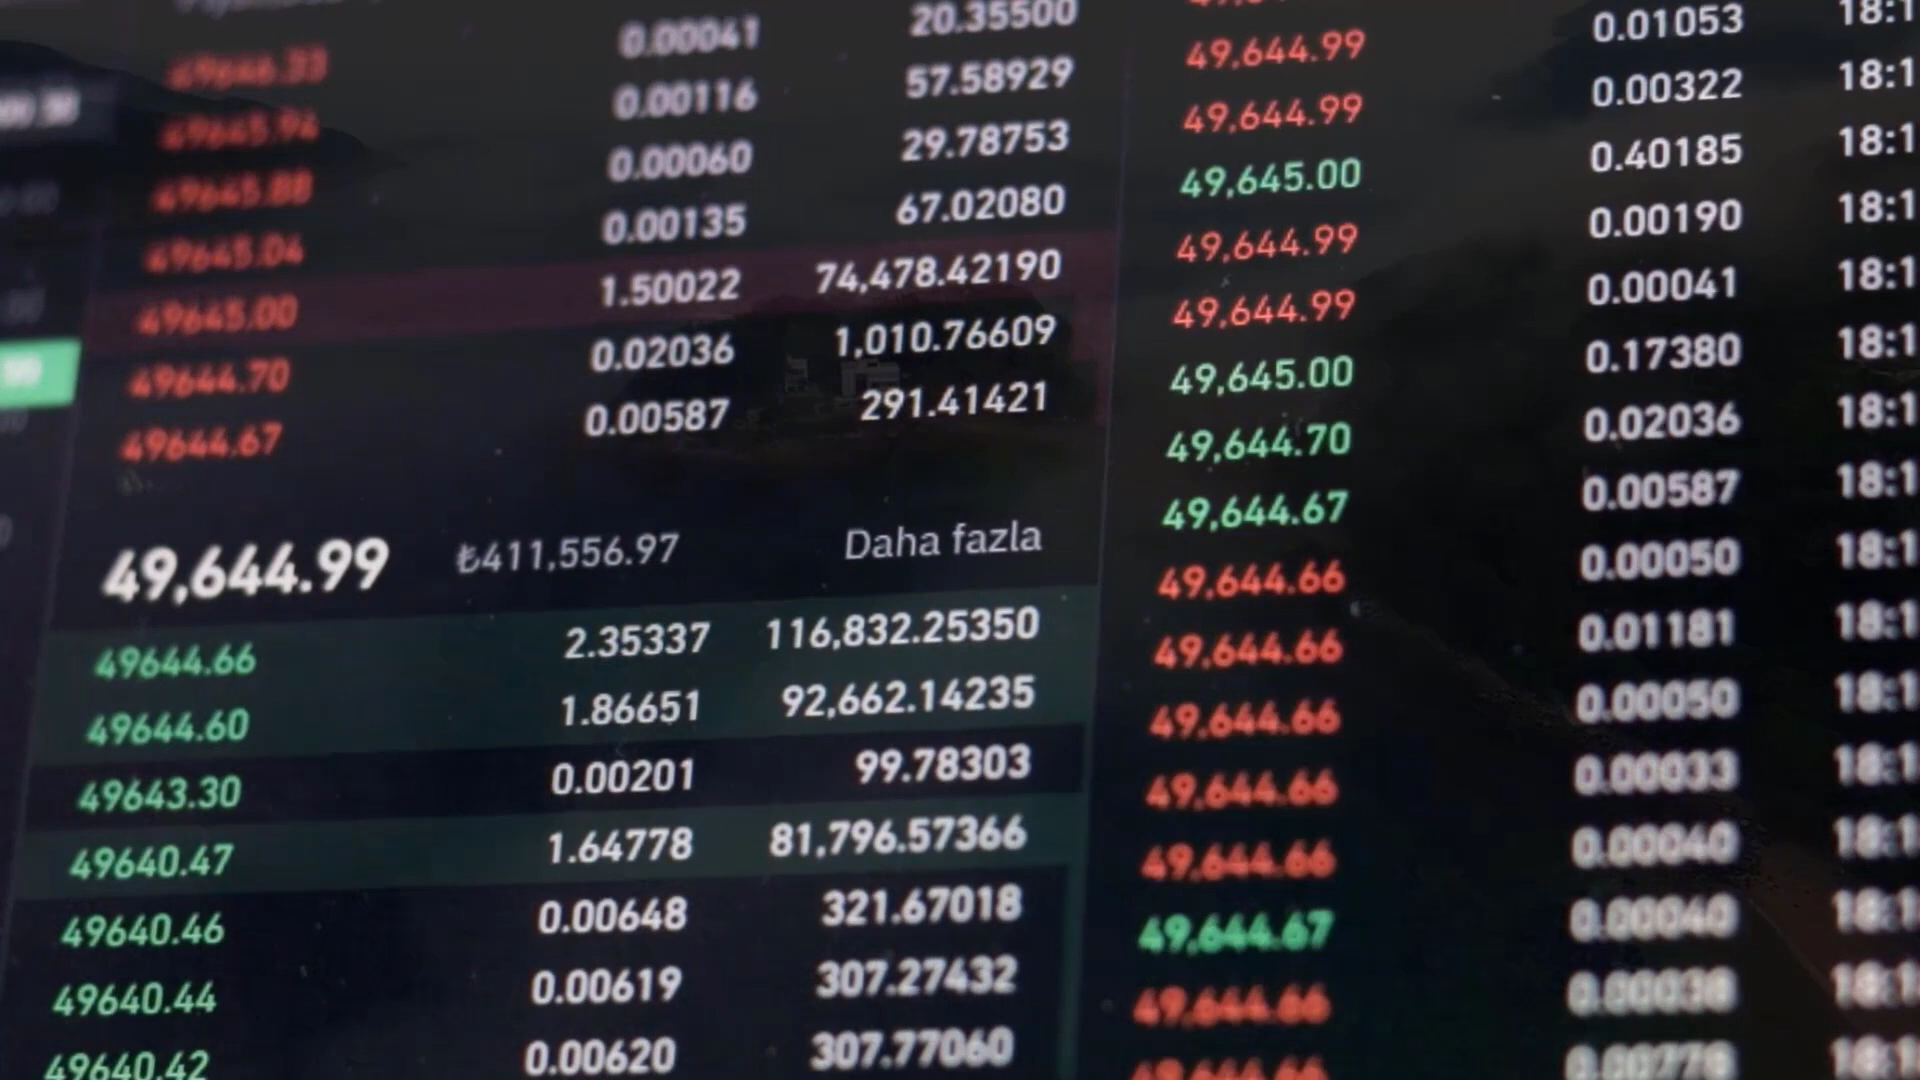 20.35500
0.00041
0.01053
49,644.99
57.58929
0.00116
0.00322
49,644.99
29.78753
0.00060
0.40185
49,645.00
67.02080
0.00135
0.00190
49,644.99
49645.00 1.50022 74,478.42190
0.00041
49,644.99
49644.70 0.02036 1,010.76609
0.17380
49,645.00
49644.67 0.00587 291.41421
0.02036
49,644.70
0.00587
49,644.67
49,644.99 ₺411,556.97 Daha fazla
49,644.66 0.00050
49644.66 2.35337 116,832.25350
49,644.66 0.01181
49644.60 1.86651 92,662.14235
49,644.66 0.00050
49643.30 0.00201 99.78303
49,644.66 0.00033
49640.47 1.64778 81,796.57366
49,644.66 0.00040
49640.46 0.00648 321.67018
49,644.67 0.00040
49640.44 0.00619 307.27432
49,644.66
49640.42 0.00620 307.77060